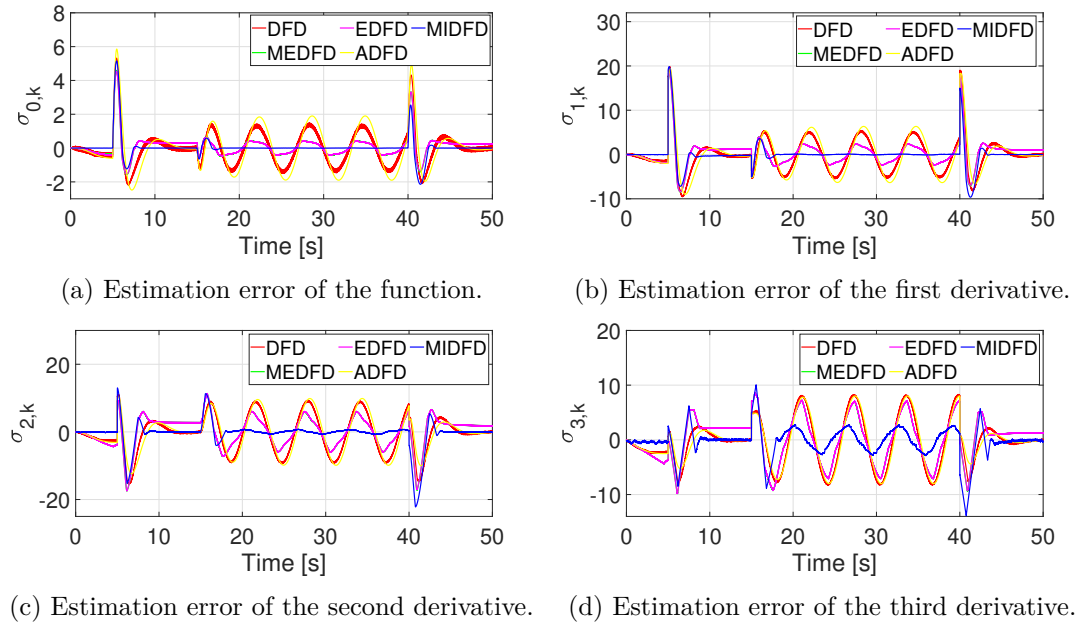 8
6
4
2
0
-2
σ0,k
DFD EDFD MIDFD
MEDFD ADFD
0 10 20 30 40 50
Time [s]
(a) Estimation error of the function.
30
20
10
0
-10
σ1,k
DFD EDFD MIDFD
MEDFD ADFD
0 10 20 30 40 50
Time [s]
(b) Estimation error of the first derivative.
20
0
-20
σ2,k
DFD EDFD MIDFD
MEDFD ADFD
0 10 20 30 40 50
Time [s]
(c) Estimation error of the second derivative.
20
10
0
-10
σ3,k
DFD EDFD MIDFD
MEDFD ADFD
0 10 20 30 40 50
Time [s]
(d) Estimation error of the third derivative.